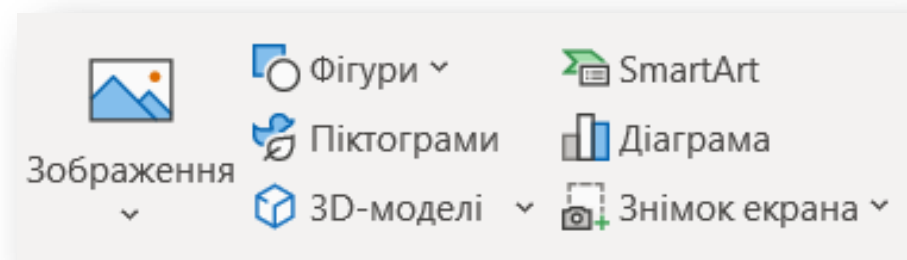 Зображення
Фігури
Піктограми
3D-моделі
SmartArt
Діаграма
Знімок екрана